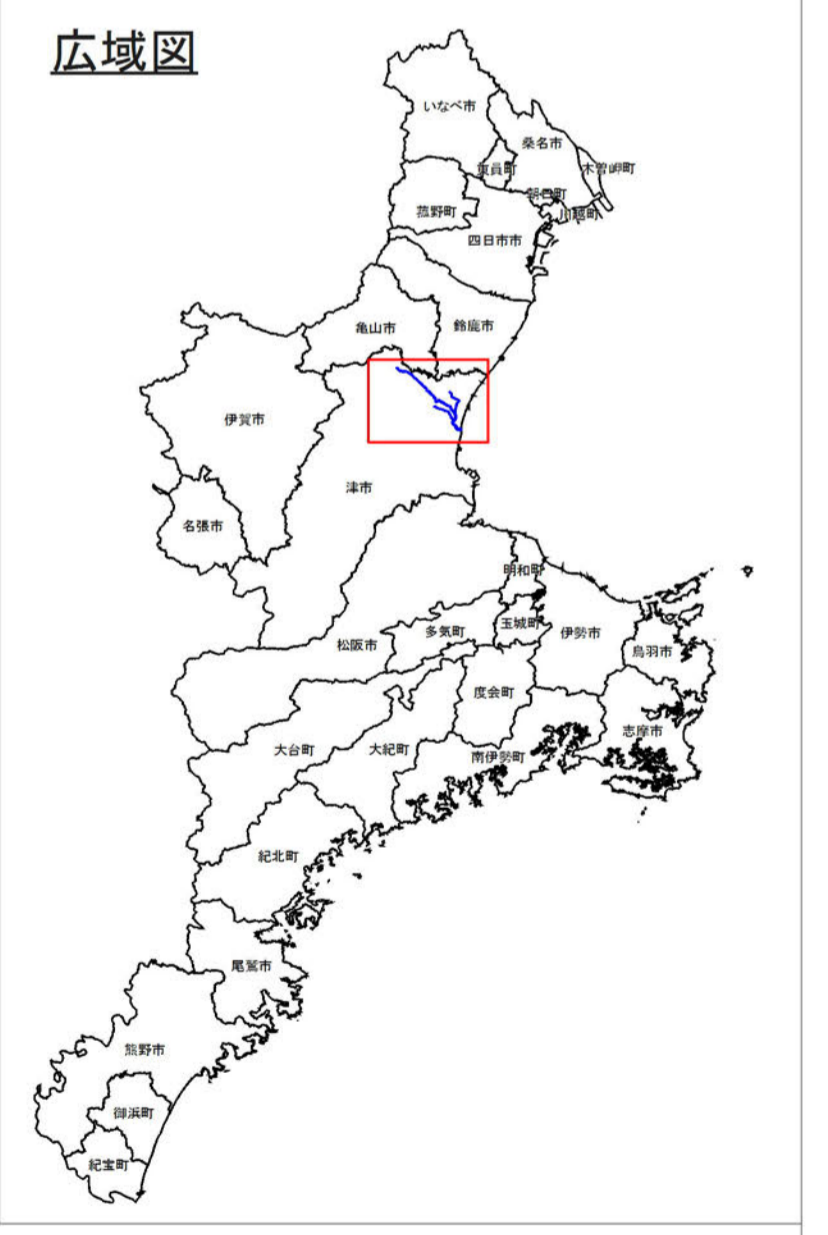 広域図
いなべ市
桑名市
東員町
木曽岬町
朝日町
菰野町
川越町
四日市市
亀山市
鈴鹿市
伊賀市
津市
名張市
明和町
玉城町
多気町
伊勢市
松阪市
鳥羽市
度会町
志摩市
大台町
大紀町
南伊勢町
紀北町
尾鷲市
熊野市
御浜町
紀宝町